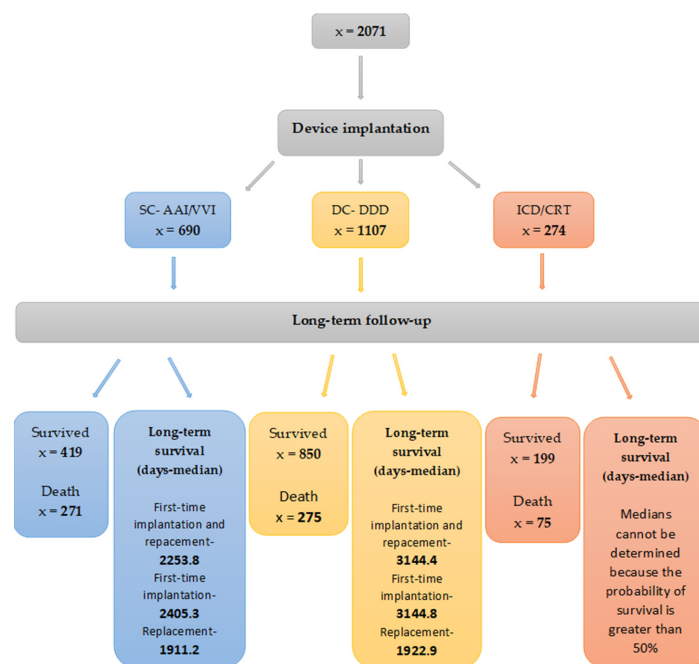 x = 2071
Device implantation
SC- AAI/VVI
x = 690
DC- DDD
x = 1107
ICD/CRT
x = 274
Long-term follow-up
Survived
x = 419
Death
x = 271
Long-term
survival
(days-median)
First-time
implantation and
repacement-
2253.8
First-time
implantation-
2405.3
Replacement-
1911.2
Survived
x = 850
Death
x = 275
Long-term
survival
(days-median)
First-time
implantation and
repacement-
3144.4
First-time
implantation-
3144.8
Replacement-
1922.9
Survived
x = 199
Death
x = 75
Long-term
survival
(days-median)
Medians
cannot be
determined
because the
probability of
survival is
greater than
50%